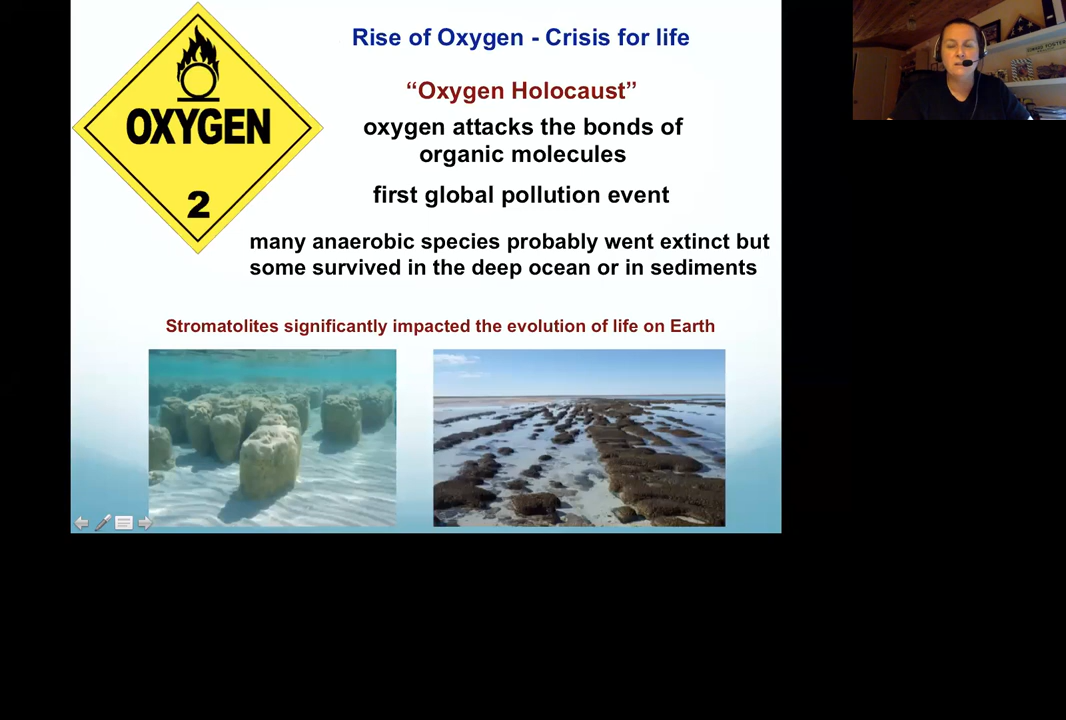 Rise of Oxygen - Crisis for life
OXYGEN
2
“Oxygen Holocaust”
oxygen attacks the bonds of
organic molecules
first global pollution event
many anaerobic species probably went extinct but
some survived in the deep ocean or in sediments
Stromatolites significantly impacted the evolution of life on Earth